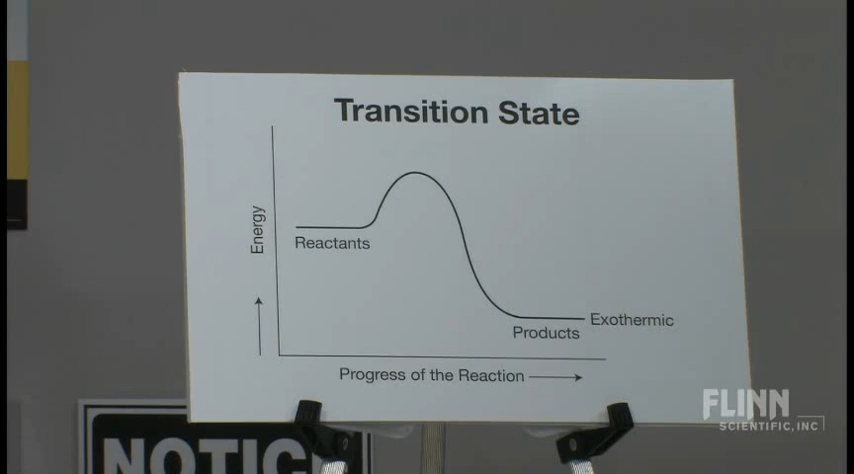 Transition State
Energy
Reactants
Exothermic
Products
Progress of the Reaction
FLINN
SCIENTIFIC, INC
NOTIC